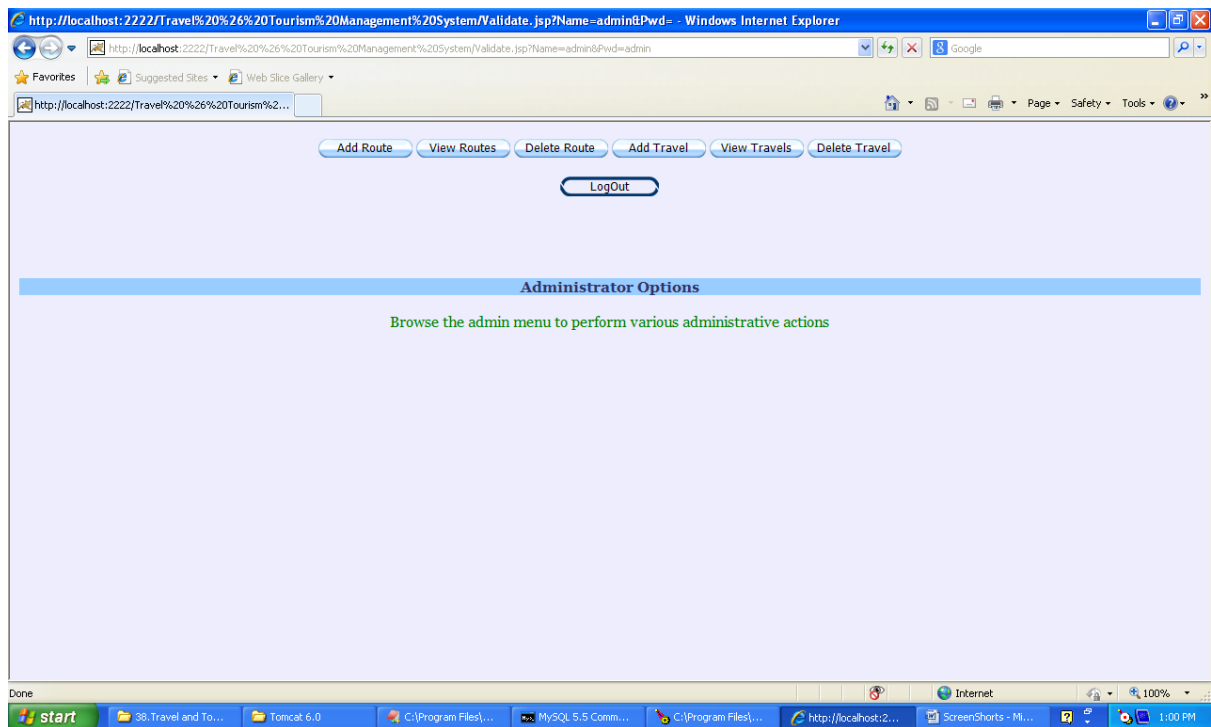 http://localhost:2222/Travel%20%26%20Tourism%20Management%20System/Validate.jsp?Name=admin&Pwd= - Windows Internet Explorer
http://localhost:2222/Travel%20%26%20Tourism%20Management%20System/Validate.jsp?Name=admin&Pwd=admin
Google
Favorites Suggested Sites Web Slice Gallery
http://localhost:2222/Travel%20%26%20Tourism%2... Page Safety Tools
Add Route View Routes Delete Route Add Travel View Travels Delete Travel
LogOut
Administrator Options
Browse the admin menu to perform various administrative actions
Done Internet 100%
start 38.Travel and To... Tomcat 6.0 C:\Program Files\... MySQL 5.5 Comm... C:\Program Files\... http://localhost:2... ScreenShorts - Mi... 1:00 PM